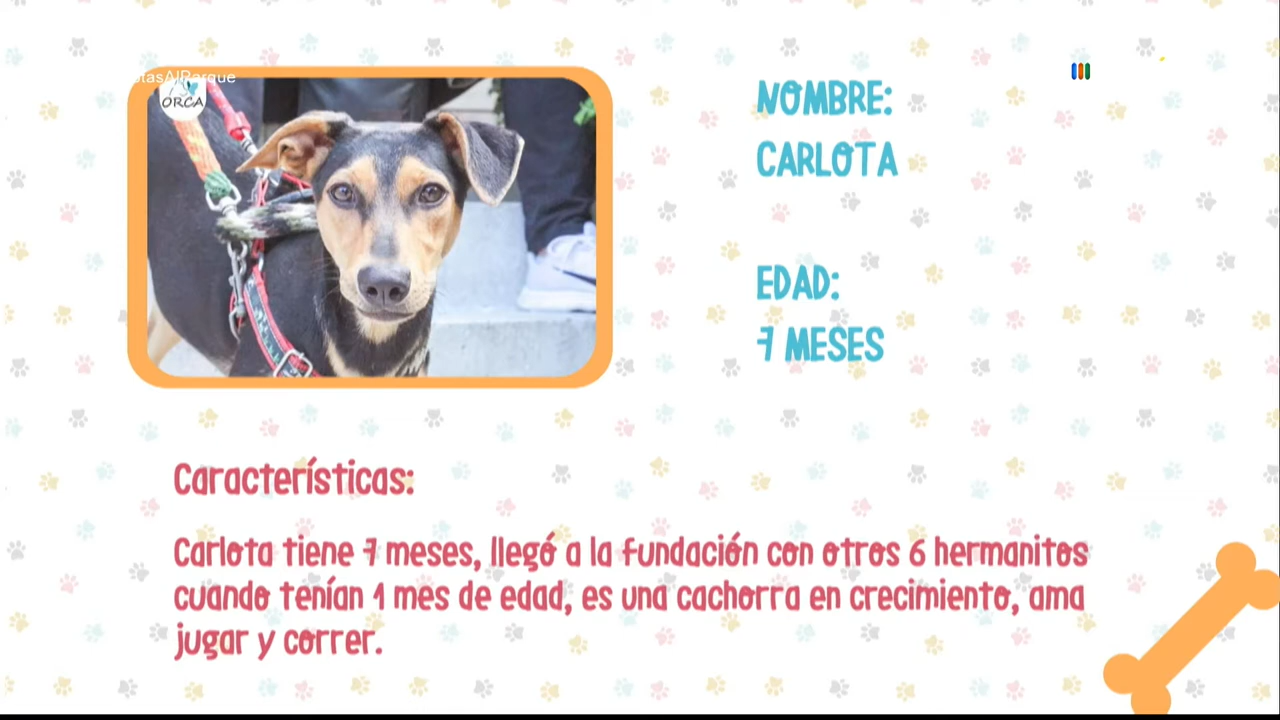 ORCA
NOMBRE:
CARLOTA
EDAD:
7 MESES
Características:
Carlota tiene 7 meses, llegó a la fundación con otros 6 hermanitos
cuando tenían 1 mes de edad, es una cachorra en crecimiento, ama
jugar y correr.